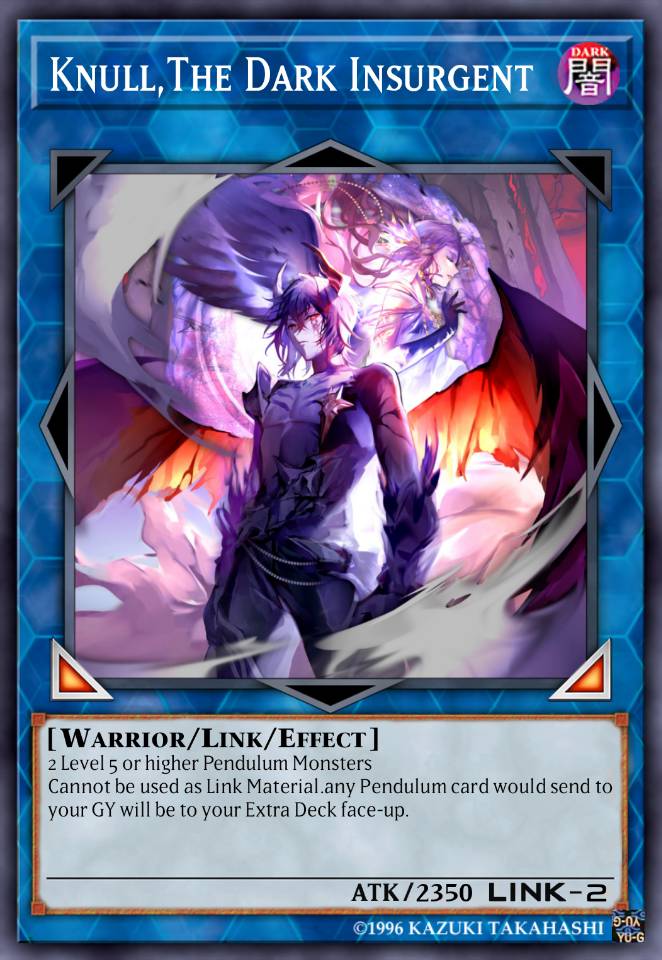 Knull,The Dark Insurgent
DARK
闇
[Warrior/Link/Effect]
2 Level 5 or higher Pendulum Monsters
Cannot be used as Link Material.any Pendulum card would send to
your GY will be to your Extra Deck face-up.
ATK/2350 LINK-2
©1996 KAZUKI TAKAHASHI